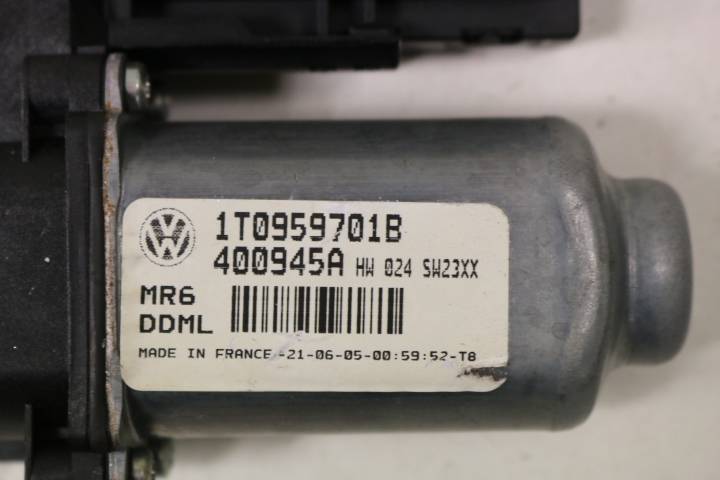 1T0959701B
400945A HW 024 SW23XX
MR6
DDML
MADE IN FRANCE -21-06-05-00:59:52-T8